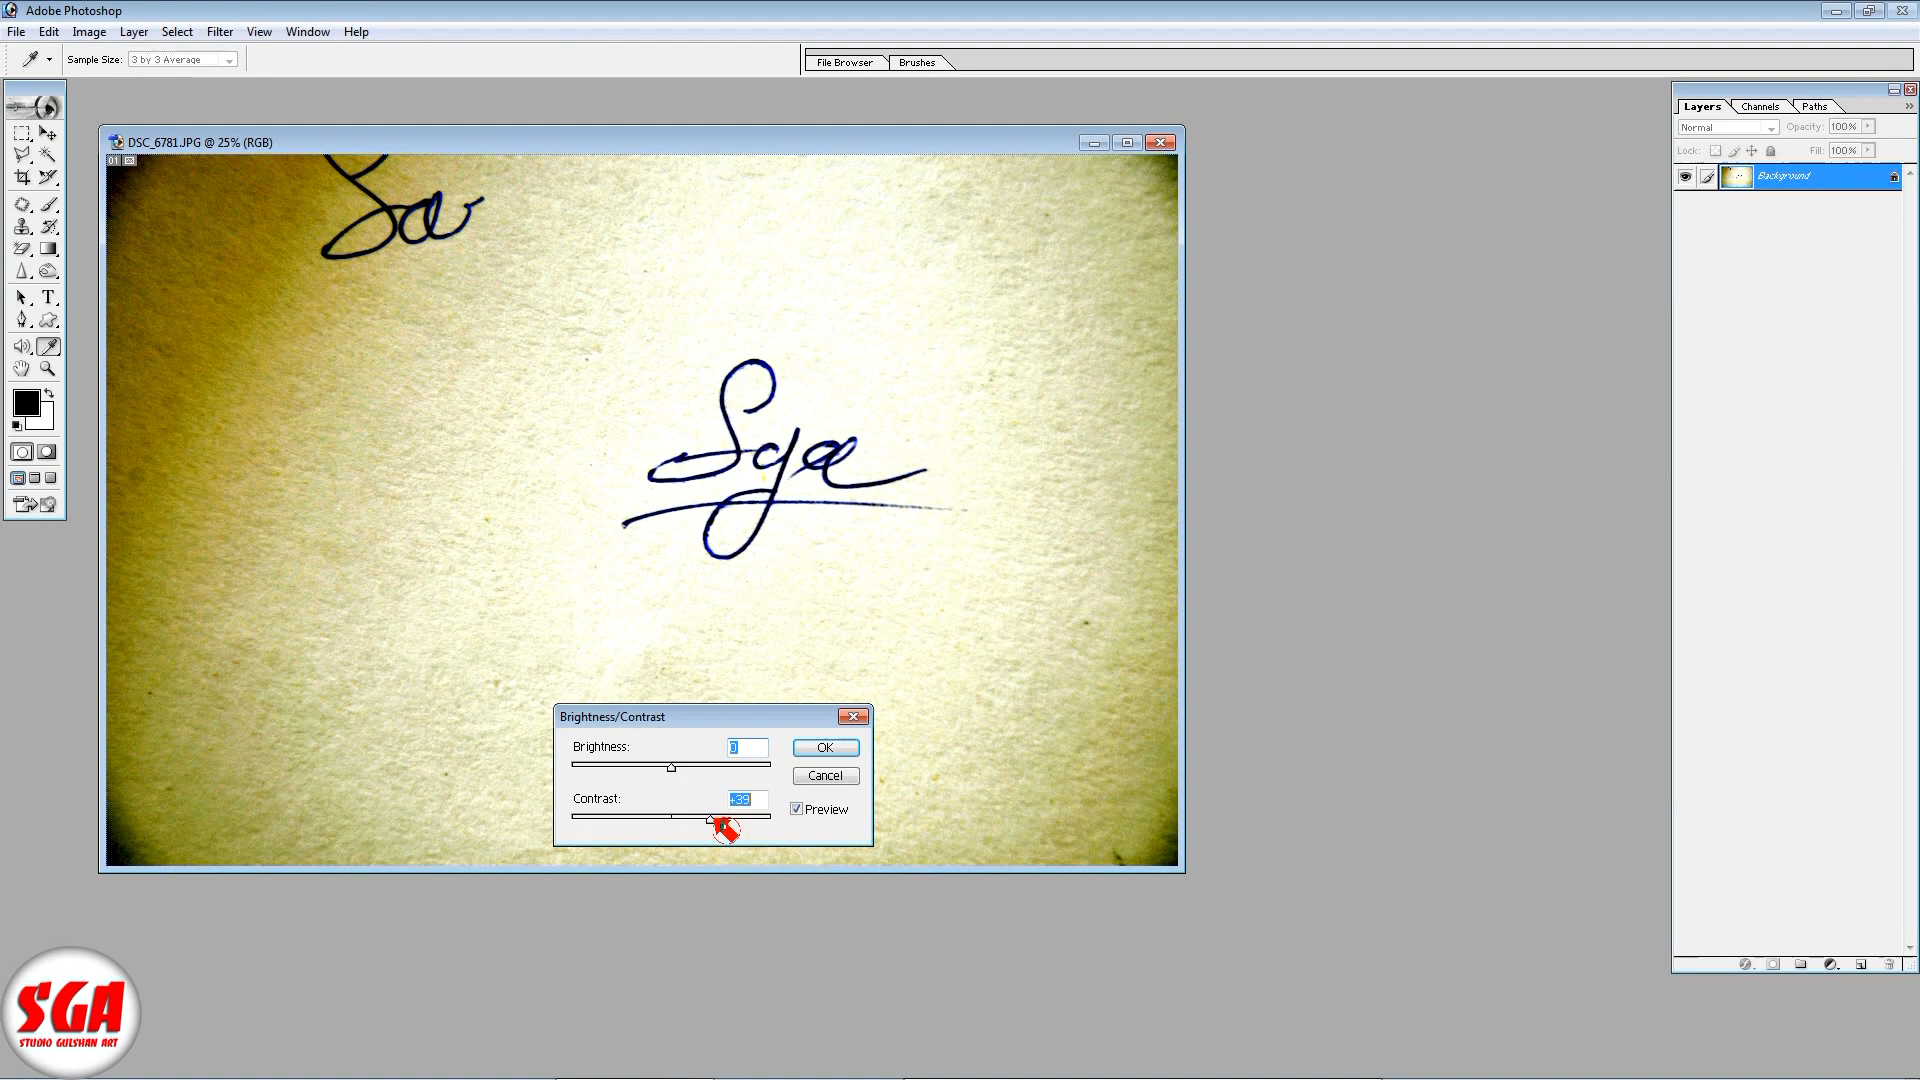 Adobe Photoshop
File Edit Image Layer Select Filter View Window Help
Sample Size: 3 by 3 Average
File Browser Brushes
Layers Channels Paths
Normal Opacity: 100%
Lock: Fill: 100%
Background
DSC_6781.JPG @ 25% (RGB)
01
Sga
Brightness/Contrast
Brightness: 0 OK
Cancel
Contrast: +39
Preview
SGA
STUDIO GULSHAN ART